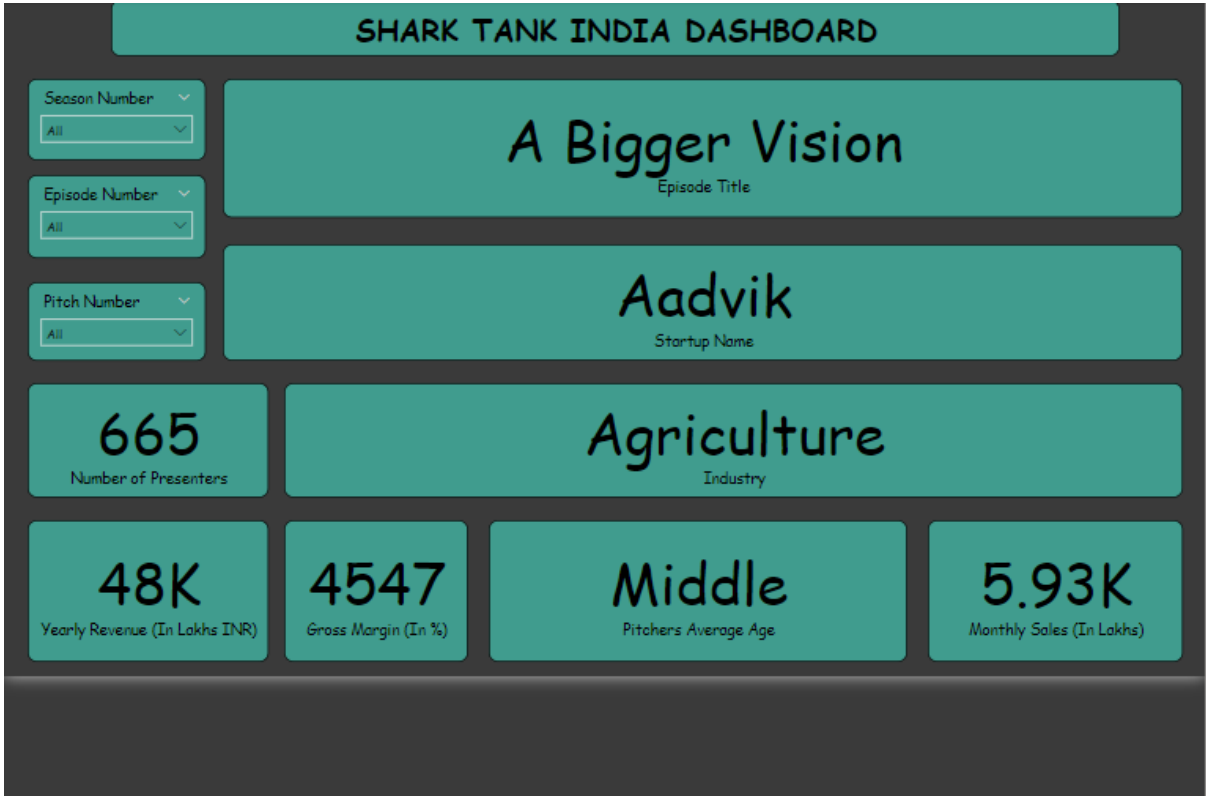 SHARK TANK INDIA DASHBOARD
Season Number
All
Episode Number
All
Pitch Number
All
A Bigger Vision
Episode Title
Aadvik
Startup Name
665
Number of Presenters
Agriculture
Industry
48K
Yearly Revenue (In Lakhs INR)
4547
Gross Margin (In %)
Middle
Pitchers Average Age
5.93K
Monthly Sales (In Lakhs)